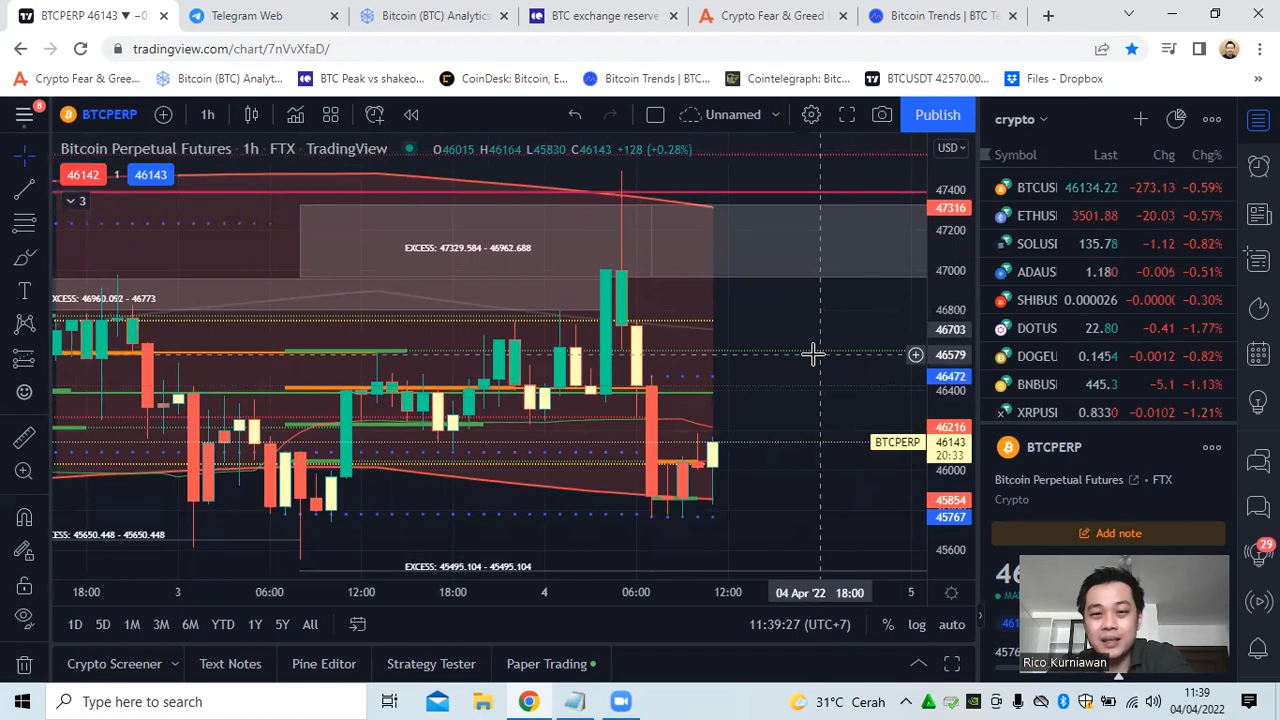 BTCPERP 46143 ▼ −0
Telegram Web
Bitcoin (BTC) Analytics
BTC exchange reserve
Crypto Fear & Greed I
Bitcoin Trends | BTC Te
tradingview.com/chart/7nVvXfaD/
Crypto Fear & Gree...
Bitcoin (BTC) Analyt...
BTC Peak vs shakeo...
CoinDesk: Bitcoin, E...
Bitcoin Trends | BTC...
Cointelegraph: Bitco...
BTCUSDT 42570.00...
Files - Dropbox
»
8
BTCPERP
1h
Unnamed
Publish
crypto
Bitcoin Perpetual Futures · 1h · FTX · TradingView
O46015 H46164 L45830 C46143 +128 (+0.28%)
USD
46142
1
46143
3
Symbol Last Chg Chg%
BTCUSI 46134.22 −273.13 −0.59%
ETHUSI 3501.88 −20.03 −0.57%
SOLUSI 135.78 −1.12 −0.82%
ADAUSI 1.180 −0.006 −0.51%
SHIBUS 0.000026 −0.00000 −0.30%
DOTUS 22.80 −0.41 −1.77%
DOGEU 0.1454 −0.0012 −0.82%
BNBUS 445.3 −5.1 −1.13%
XRPUSI 0.8330 −0.0102 −1.21%
47400
47316
47200
47000
46800
46703
46579
46472
46400
46216
BTCPERP 46143
20:33
46000
45854
45767
45600
EXCESS: 47329.584 - 46962.688
EXCESS: 46960.092 - 46773
ESS: 45650.448 - 45650.448
EXCESS: 45495.104 - 45495.104
18:00 3 06:00 12:00 18:00 4 06:00 12:00 04 Apr '22 18:00 5
BTCPERP
Bitcoin Perpetual Futures · FTX
Crypto
Add note
29
Rico Kurniawan
1D 5D 1M 3M 6M YTD 1Y 5Y All
11:39:27 (UTC+7)
% log auto
Crypto Screener
Text Notes
Pine Editor
Strategy Tester
Paper Trading
Type here to search
31°C Cerah
11:39
04/04/2022